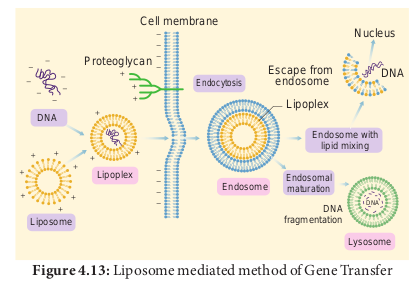 Cell membrane
Nucleus
Proteoglycan
Endocytosis
Escape from
endosome
DNA
DNA
Lipoplex
Lipoplex
Endosome with
lipid mixing
Liposome
Endosome
Endosomal
maturation
DNA
fragmentation
DNA
Lysosome
Figure 4.13: Liposome mediated method of Gene Transfer